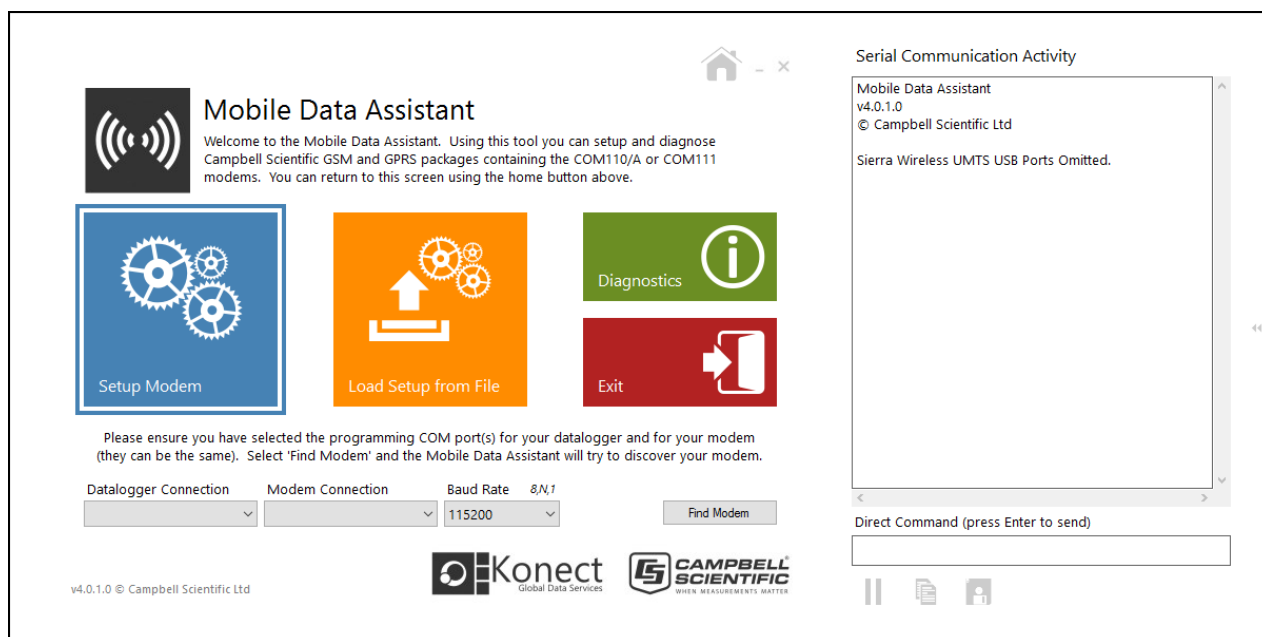 Mobile Data Assistant
Welcome to the Mobile Data Assistant. Using this tool you can setup and diagnose
Campbell Scientific GSM and GPRS packages containing the COM110/A or COM111
modems. You can return to this screen using the home button above.
Setup Modem
Load Setup from File
Diagnostics
Exit
Please ensure you have selected the programming COM port(s) for your datalogger and for your modem
(they can be the same). Select 'Find Modem' and the Mobile Data Assistant will try to discover your modem.
Datalogger Connection
Modem Connection
Baud Rate 8,N,1
115200
Find Modem
v4.0.1.0 © Campbell Scientific Ltd
Konect
Global Data Services
CAMPBELL
SCIENTIFIC
WHEN MEASUREMENTS MATTER
Serial Communication Activity
Mobile Data Assistant
v4.0.1.0
© Campbell Scientific Ltd
Sierra Wireless UMTS USB Ports Omitted.
Direct Command (press Enter to send)